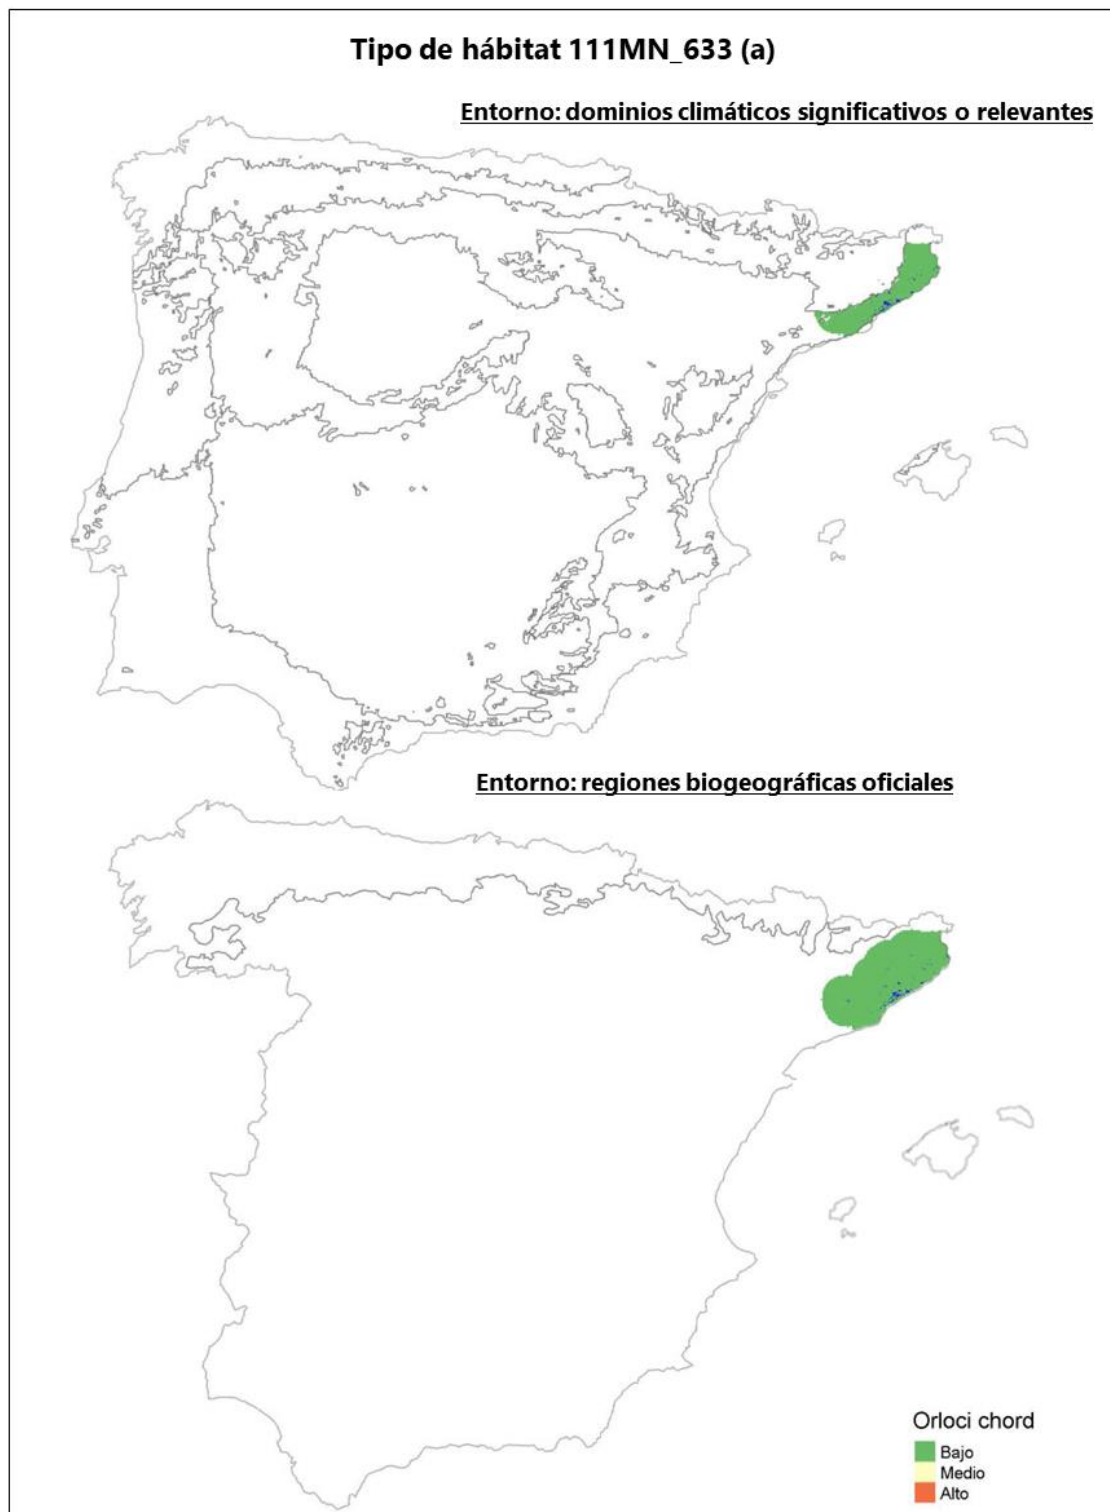 Tipo de hábitat 111MN_633 (a)
Entorno: dominios climáticos significativos o relevantes
Entorno: regiones biogeográficas oficiales
Orloci chord
Bajo
Medio
Alto